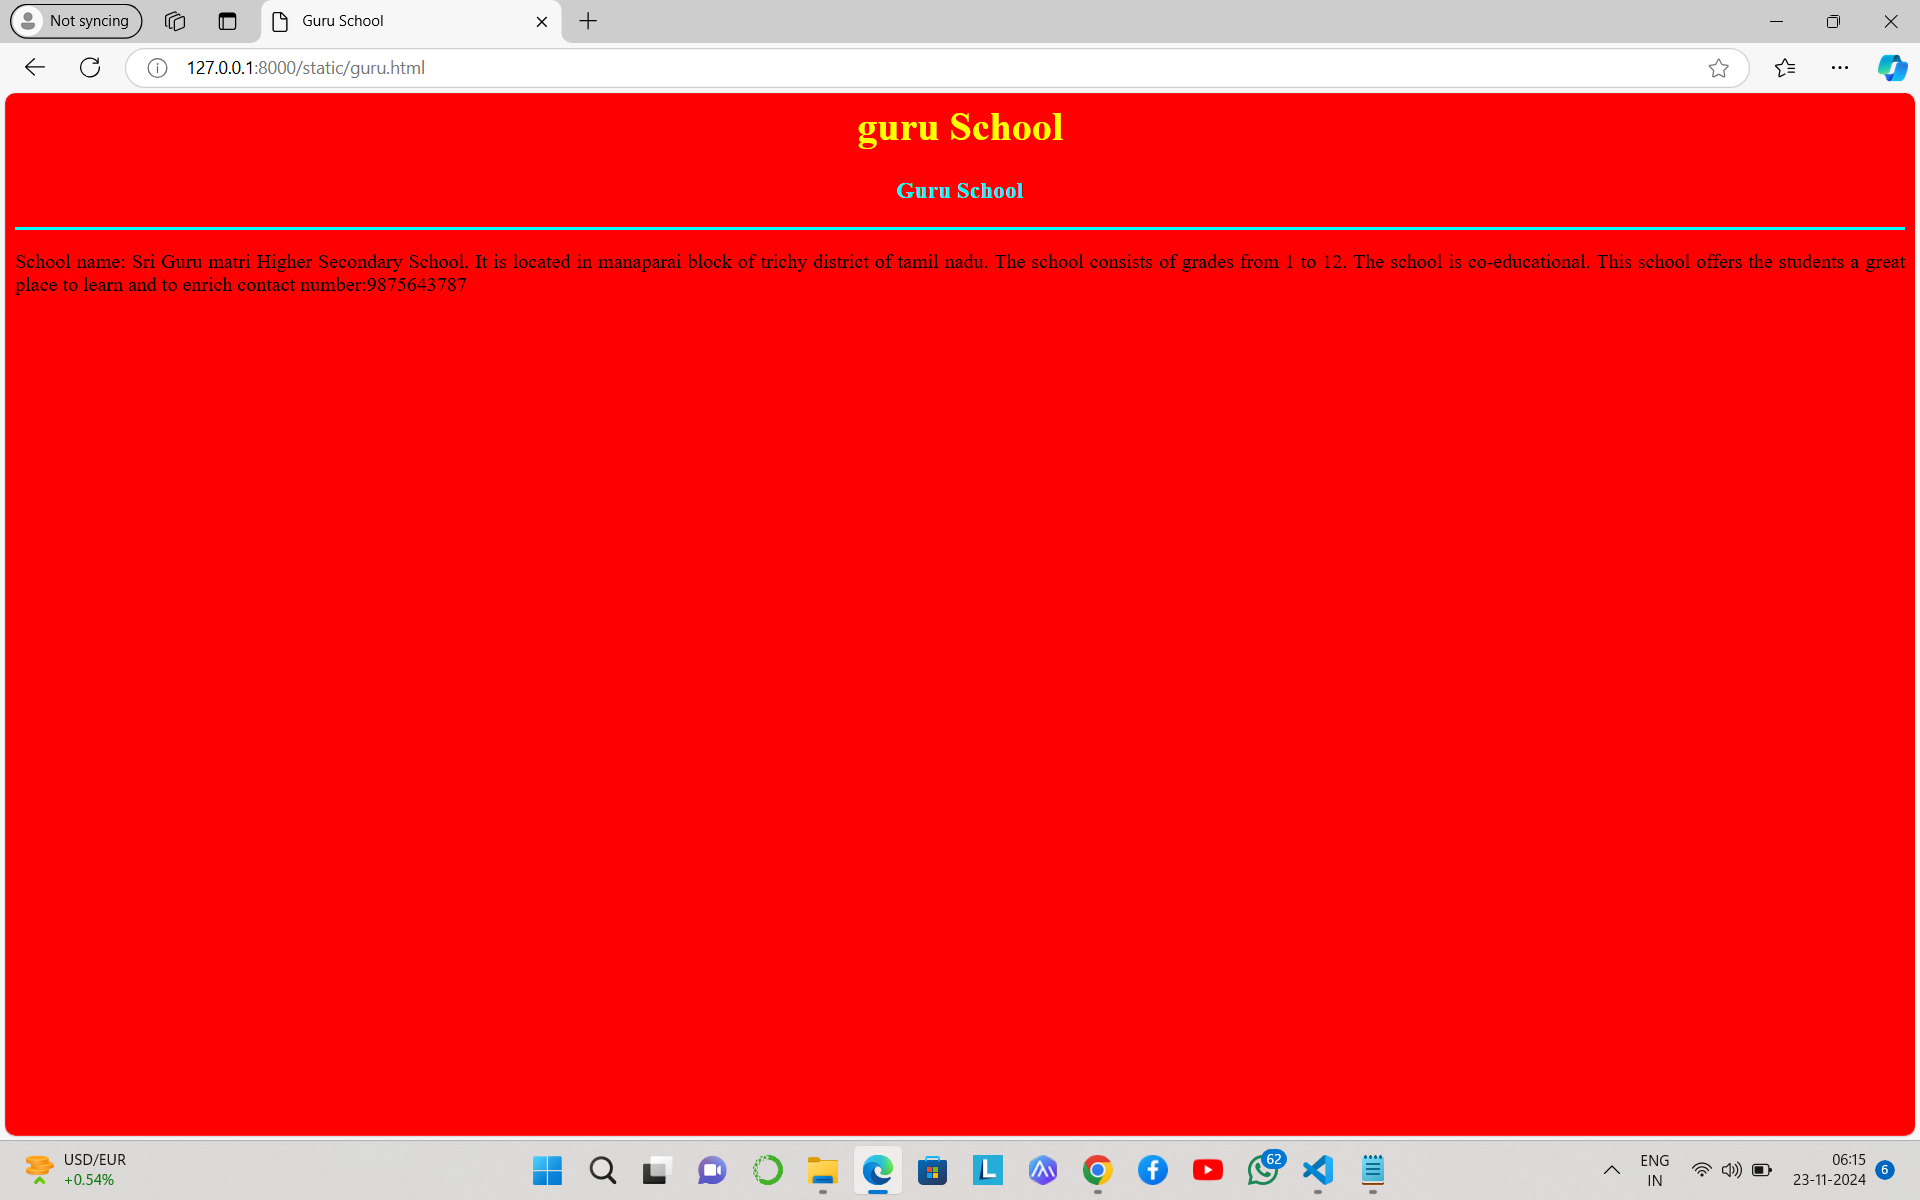 Not syncing
Guru School
127.0.0.1:8000/static/guru.html
guru School
Guru School
School name: Sri Guru matri Higher Secondary School. It is located in manaparai block of trichy district of tamil nadu. The school consists of grades from 1 to 12. The school is co-educational. This school offers the students a great
place to learn and to enrich contact number:9875643787
USD/EUR
+0.54%
L
62
ENG
IN
06:15
23-11-2024
6